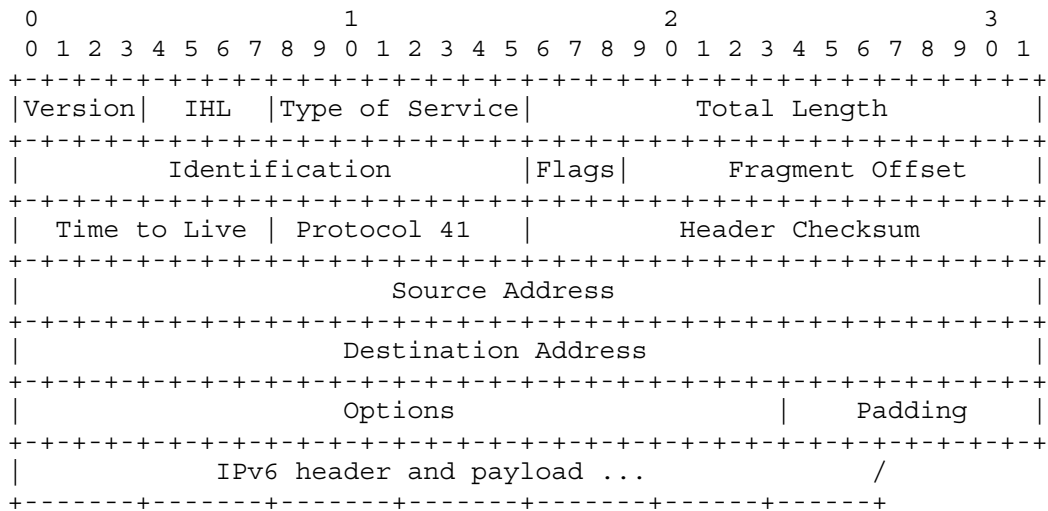 0                   1                   2                   3
0 1 2 3 4 5 6 7 8 9 0 1 2 3 4 5 6 7 8 9 0 1 2 3 4 5 6 7 8 9 0 1
+-+-+-+-+-+-+-+-+-+-+-+-+-+-+-+-+-+-+-+-+-+-+-+-+-+-+-+-+-+-+-+-+
|Version|  IHL  |Type of Service|          Total Length         |
+-+-+-+-+-+-+-+-+-+-+-+-+-+-+-+-+-+-+-+-+-+-+-+-+-+-+-+-+-+-+-+-+
|         Identification        |Flags|      Fragment Offset    |
+-+-+-+-+-+-+-+-+-+-+-+-+-+-+-+-+-+-+-+-+-+-+-+-+-+-+-+-+-+-+-+-+
|  Time to Live | Protocol 41   |         Header Checksum       |
+-+-+-+-+-+-+-+-+-+-+-+-+-+-+-+-+-+-+-+-+-+-+-+-+-+-+-+-+-+-+-+-+
|                       Source Address                          |
+-+-+-+-+-+-+-+-+-+-+-+-+-+-+-+-+-+-+-+-+-+-+-+-+-+-+-+-+-+-+-+-+
|                    Destination Address                        |
+-+-+-+-+-+-+-+-+-+-+-+-+-+-+-+-+-+-+-+-+-+-+-+-+-+-+-+-+-+-+-+-+
|                    Options                    |    Padding    |
+-+-+-+-+-+-+-+-+-+-+-+-+-+-+-+-+-+-+-+-+-+-+-+-+-+-+-+-+-+-+-+-+
|            IPv6 header and payload ...              /
+-------+-------+-------+-------+-------+------+------+